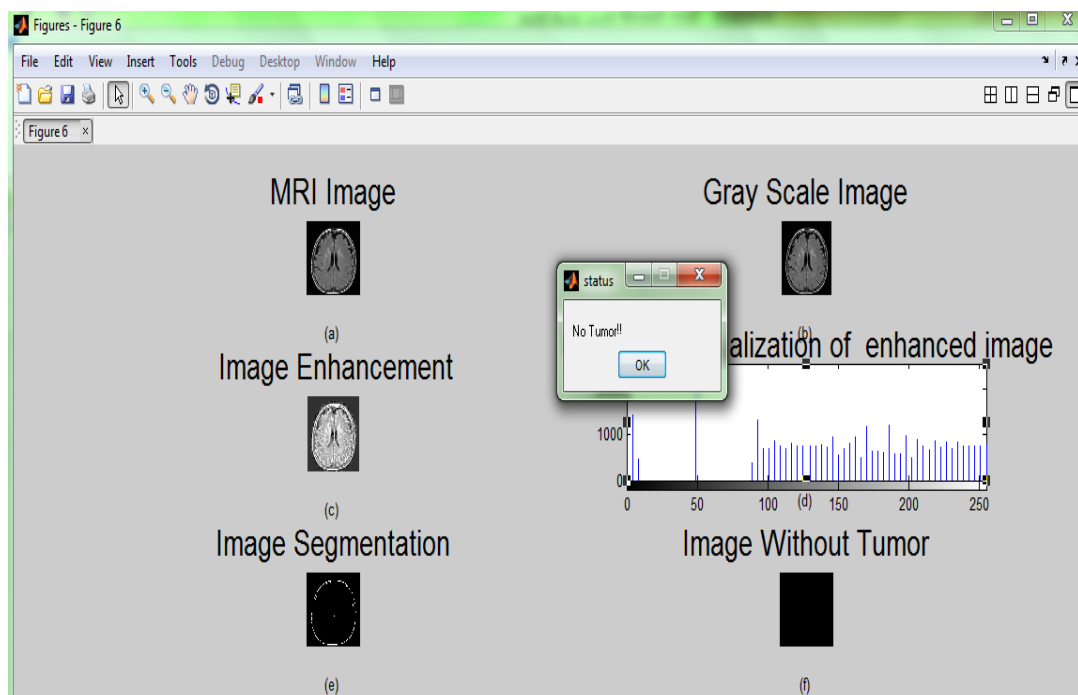 Figures - Figure 6
File Edit View Insert Tools Debug Desktop Window Help
Figure 6
MRI Image
Gray Scale Image
(a)
(b)
status
No Tumor!!
OK
Image Enhancement
alization of enhanced image
1000
0
0 50 100 150 200 250
(c)
(d)
Image Segmentation
Image Without Tumor
(e)
(f)